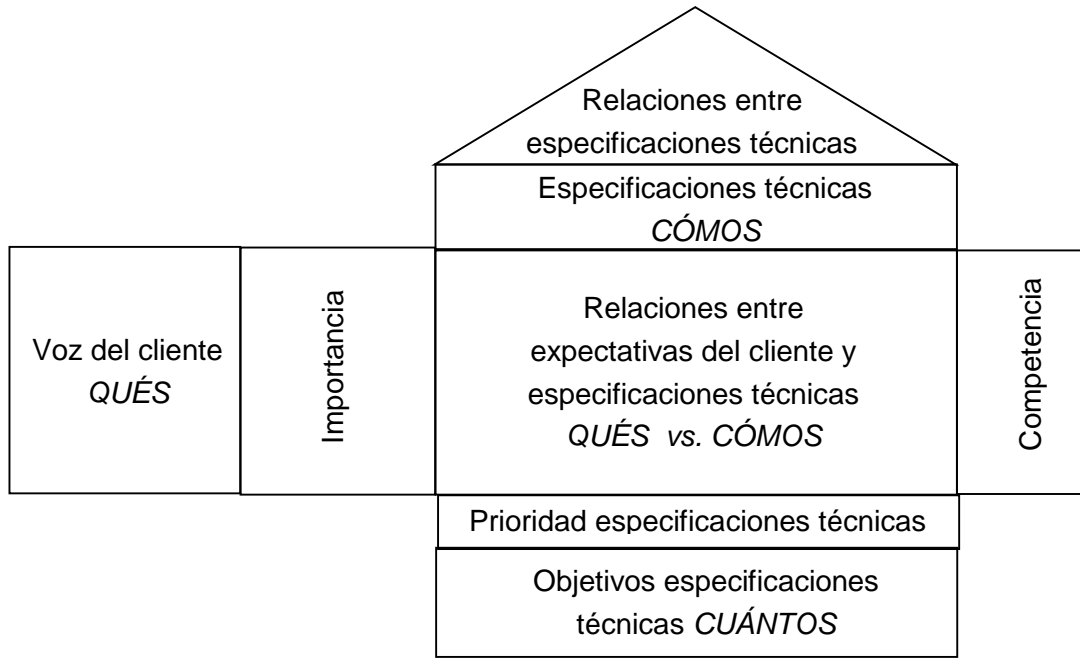 Relaciones entre
especificaciones técnicas
Especificaciones técnicas
CÓMOS
Voz del cliente
QUÉS
Importancia
Relaciones entre
expectativas del cliente y
especificaciones técnicas
QUÉS vs. CÓMOS
Competencia
Prioridad especificaciones técnicas
Objetivos especificaciones
técnicas CUÁNTOS